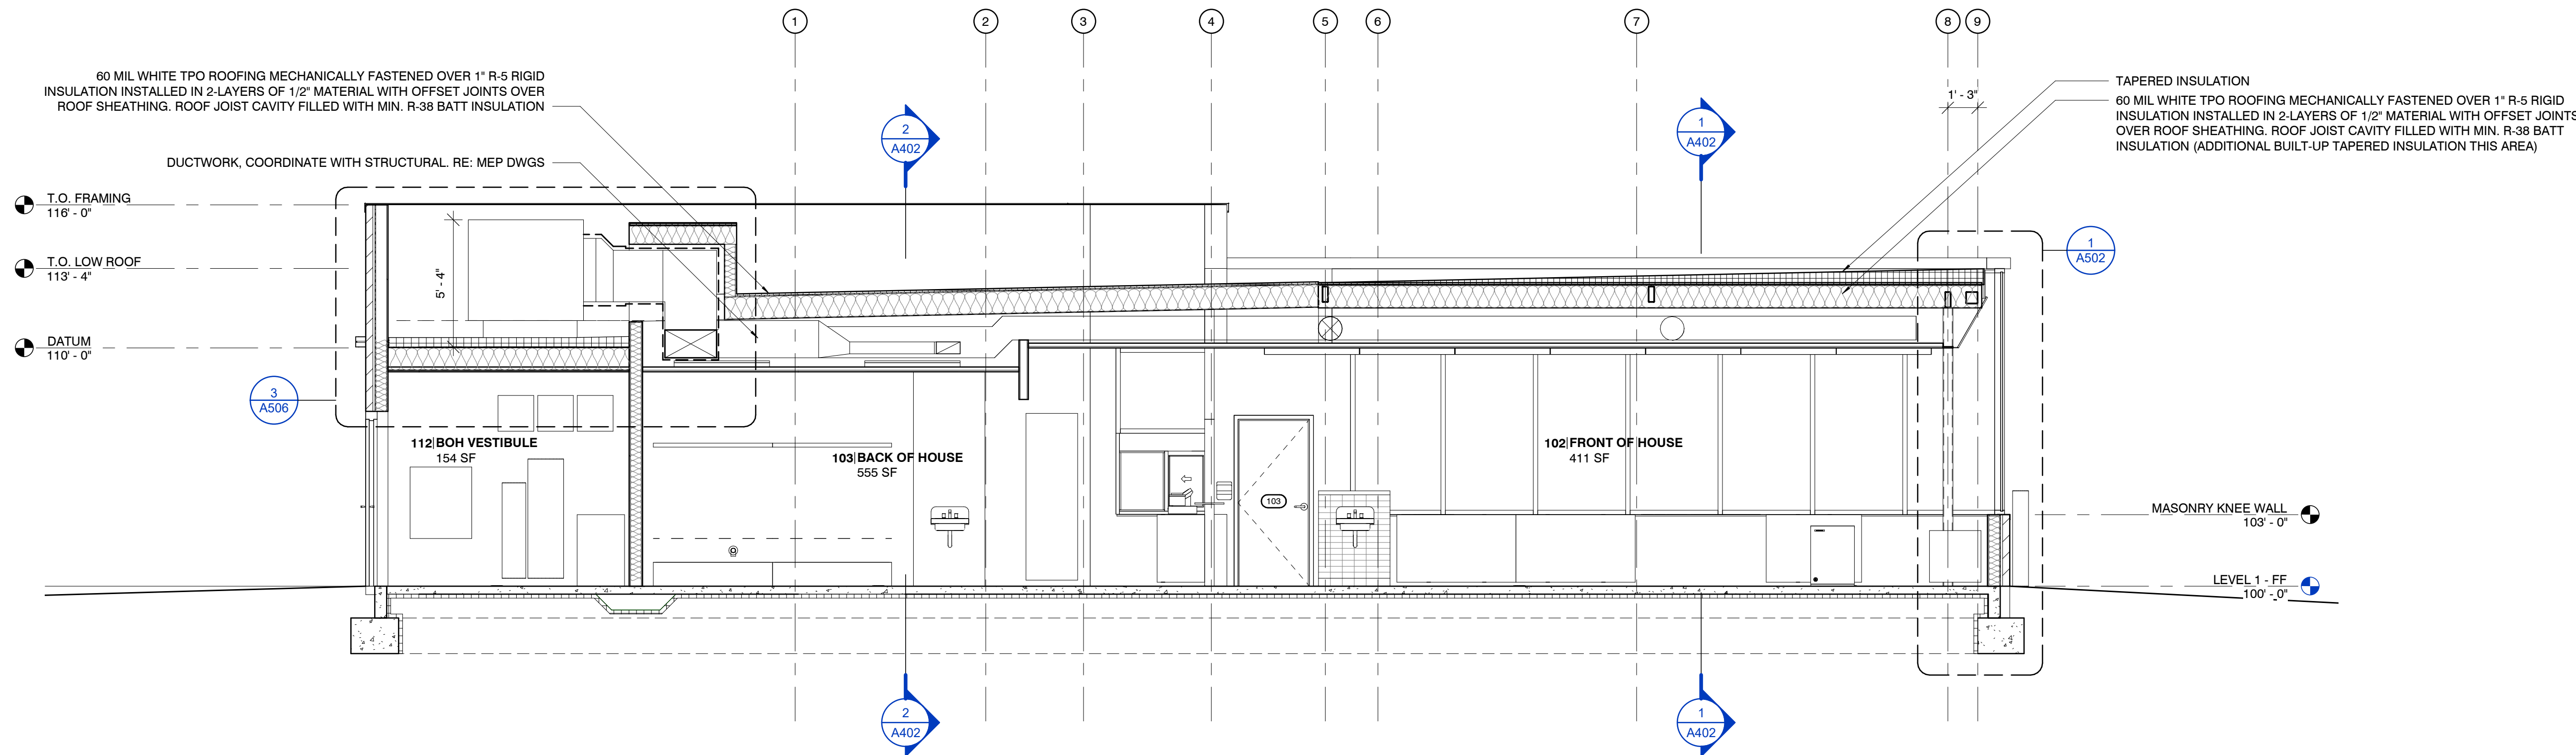 1
2
3
4
5
6
7
8
9
60 MIL WHITE TPO ROOFING MECHANICALLY FASTENED OVER 1" R-5 RIGID
INSULATION INSTALLED IN 2-LAYERS OF 1/2" MATERIAL WITH OFFSET JOINTS OVER
ROOF SHEATHING. ROOF JOIST CAVITY FILLED WITH MIN. R-38 BATT INSULATION
DUCTWORK, COORDINATE WITH STRUCTURAL. RE: MEP DWGS
2
A402
1
A402
1' - 3"
TAPERED INSULATION
60 MIL WHITE TPO ROOFING MECHANICALLY FASTENED OVER 1" R-5 RIGID
INSULATION INSTALLED IN 2-LAYERS OF 1/2" MATERIAL WITH OFFSET JOINTS
OVER ROOF SHEATHING. ROOF JOIST CAVITY FILLED WITH MIN. R-38 BATT
INSULATION (ADDITIONAL BUILT-UP TAPERED INSULATION THIS AREA)
T.O. FRAMING
116' - 0"
T.O. LOW ROOF
113' - 4"
5' - 4"
1
A502
DATUM
110' - 0"
3
A506
112 BOH VESTIBULE
154 SF
103 BACK OF HOUSE
555 SF
102 FRONT OF HOUSE
411 SF
103
MASONRY KNEE WALL
103' - 0"
LEVEL 1 - FF
100' - 0"
2
A402
1
A402